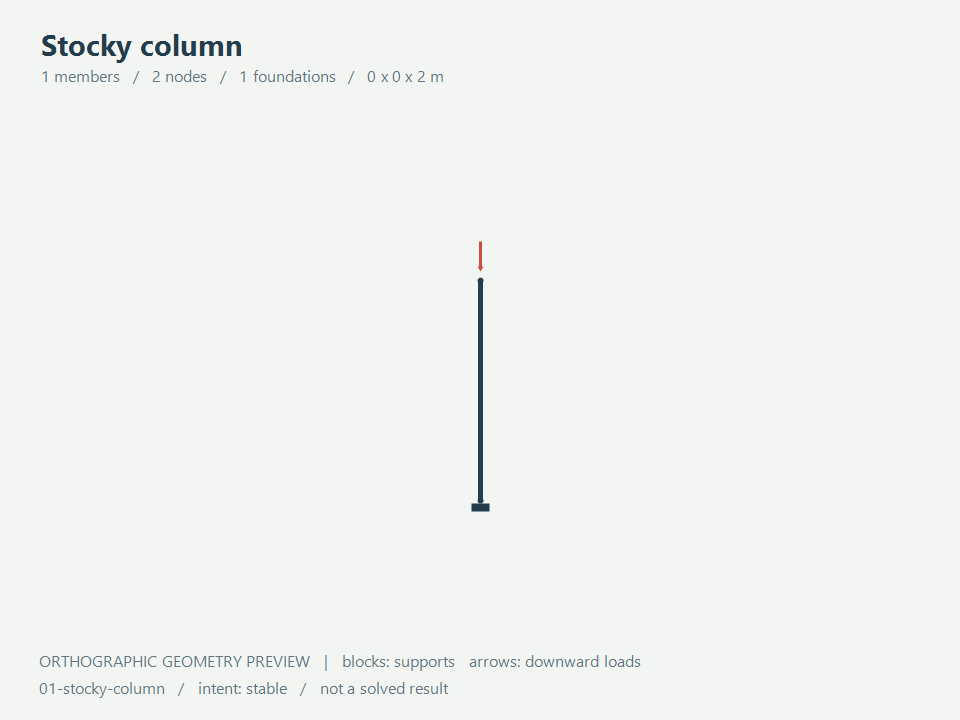 Stocky column
1 members / 2 nodes / 1 foundations / 0 x 0 x 2 m
ORTHOGRAPHIC GEOMETRY PREVIEW | blocks: supports arrows: downward loads
01-stocky-column / intent: stable / not a solved result